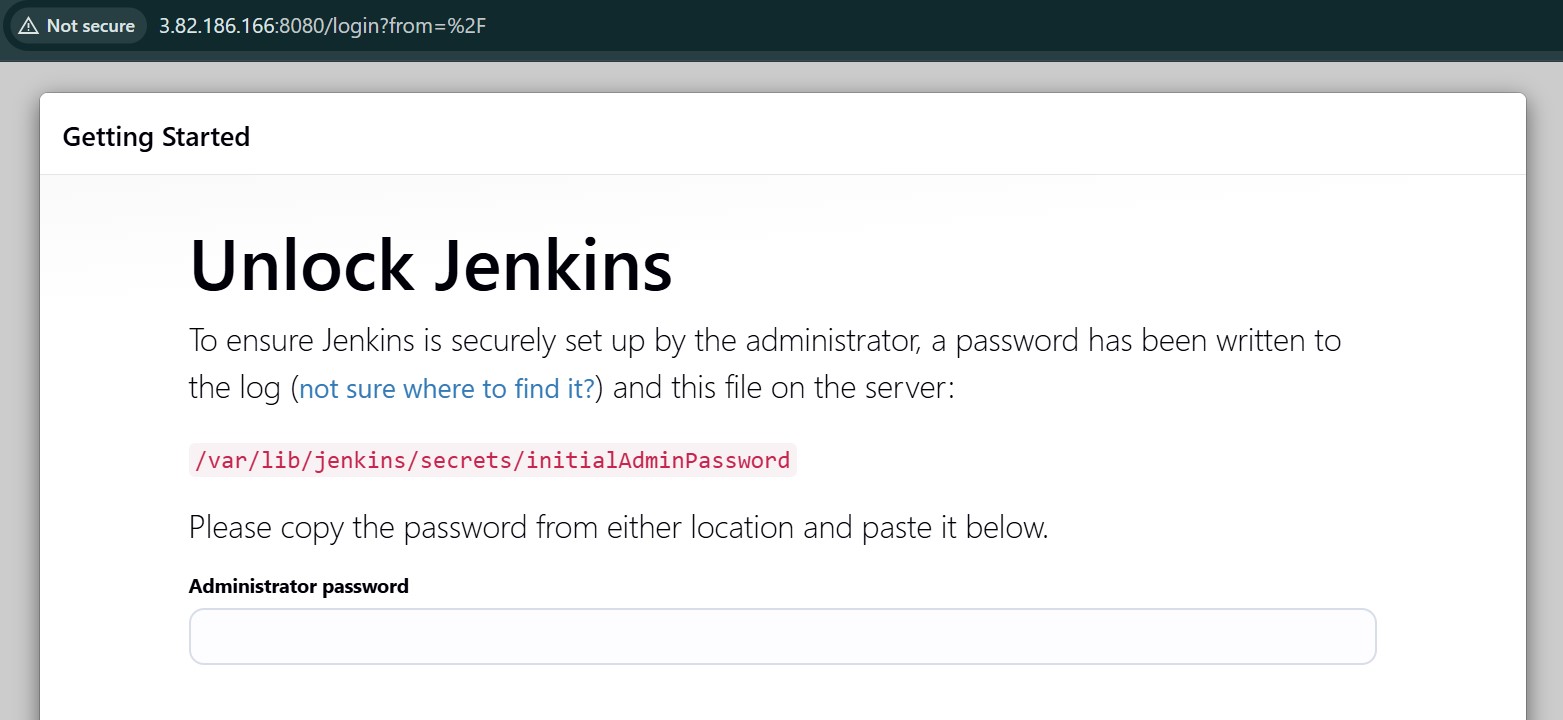 Not secure 3.82.186.166:8080/login?from=%2F
Getting Started
Unlock Jenkins
To ensure Jenkins is securely set up by the administrator, a password has been written to
the log (not sure where to find it?) and this file on the server:
/var/lib/jenkins/secrets/initialAdminPassword
Please copy the password from either location and paste it below.
Administrator password